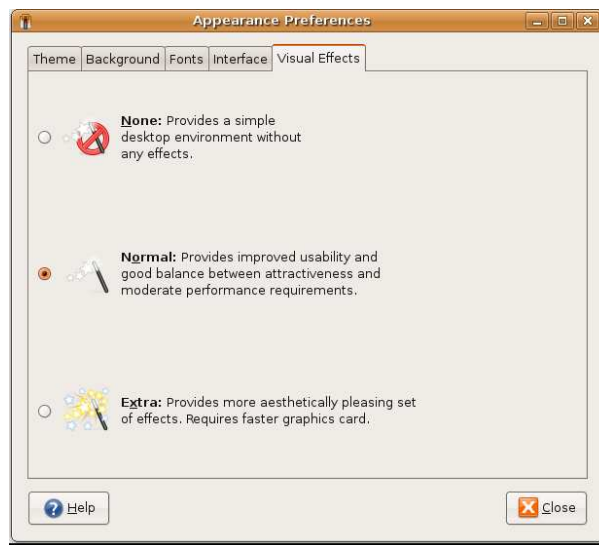 Appearance Preferences
Theme Background Fonts Interface Visual Effects
None: Provides a simple
desktop environment without
any effects.
Normal: Provides improved usability and
good balance between attractiveness and
moderate performance requirements.
Extra: Provides more aesthetically pleasing set
of effects. Requires faster graphics card.
Help Close